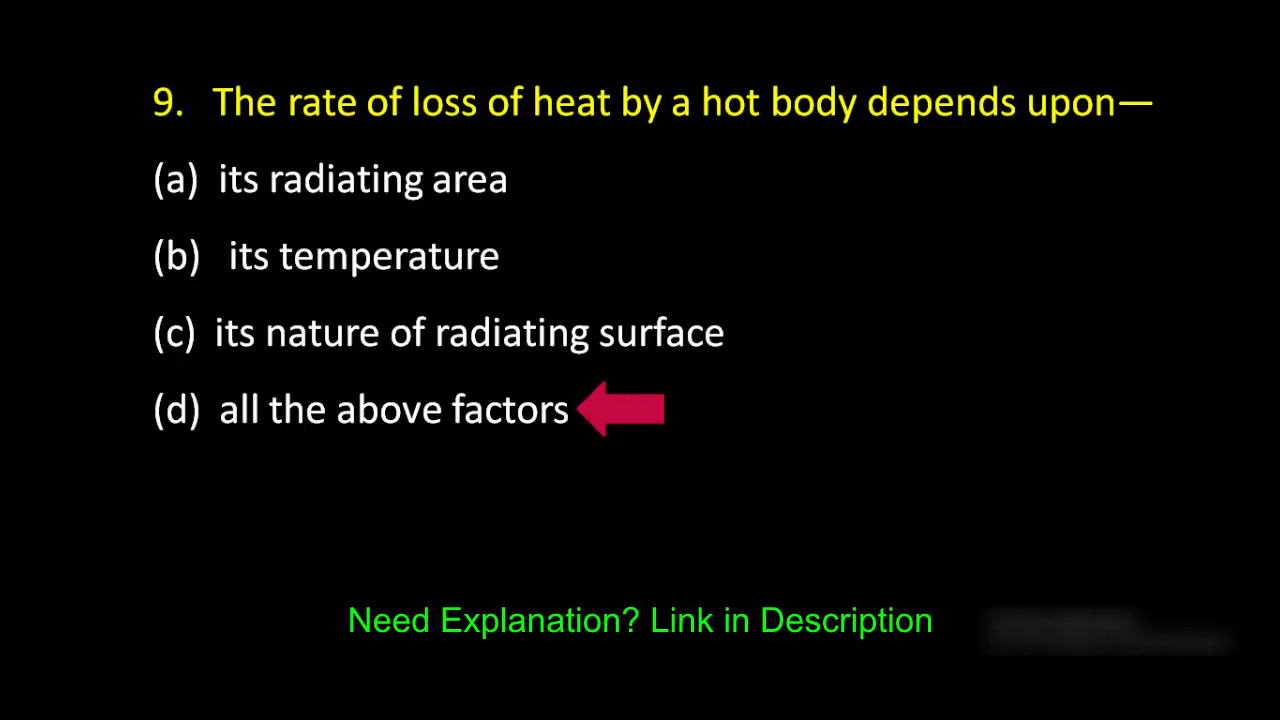 9. The rate of loss of heat by a hot body depends upon—
(a) its radiating area
(b) its temperature
(c) its nature of radiating surface
(d) all the above factors
Need Explanation? Link in Description